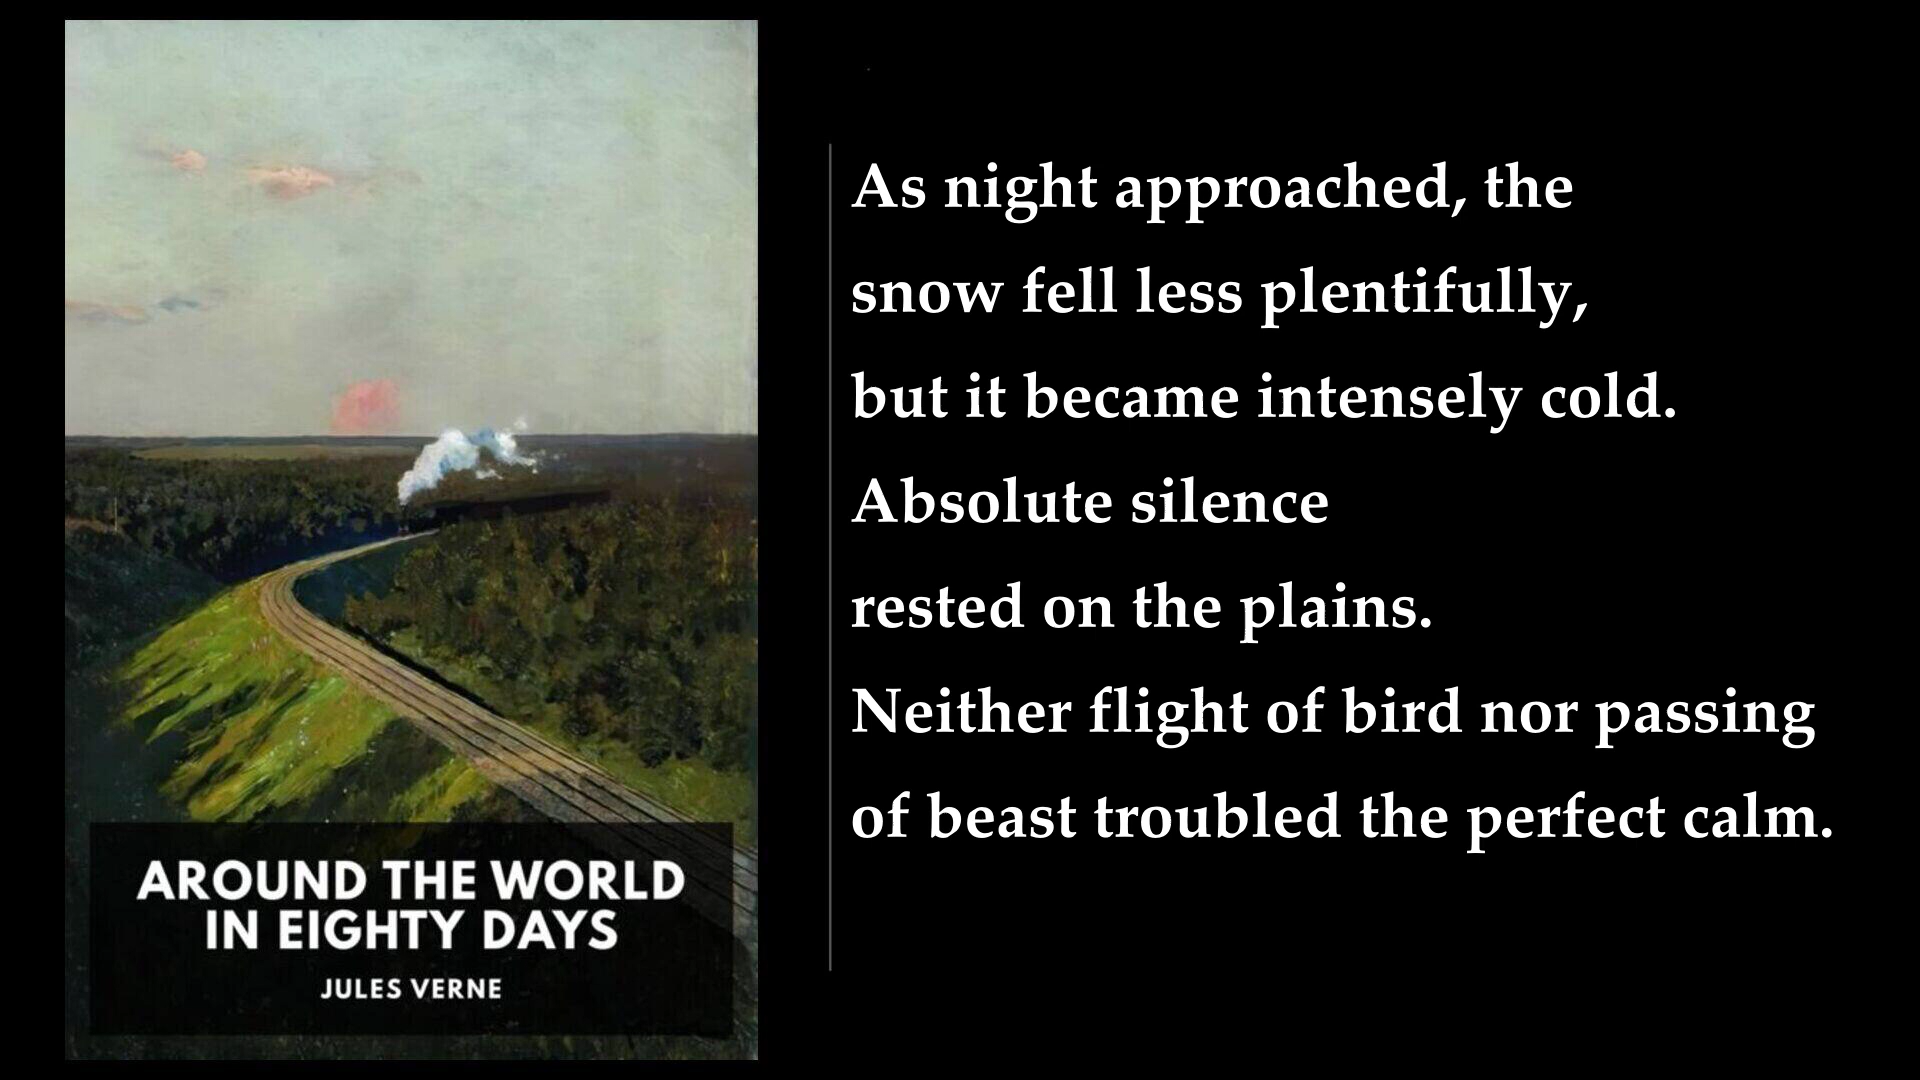 As night approached, the
snow fell less plentifully,
but it became intensely cold.
Absolute silence
rested on the plains.
Neither flight of bird nor passing
of beast troubled the perfect calm.
AROUND THE WORLD
IN EIGHTY DAYS
JULES VERNE